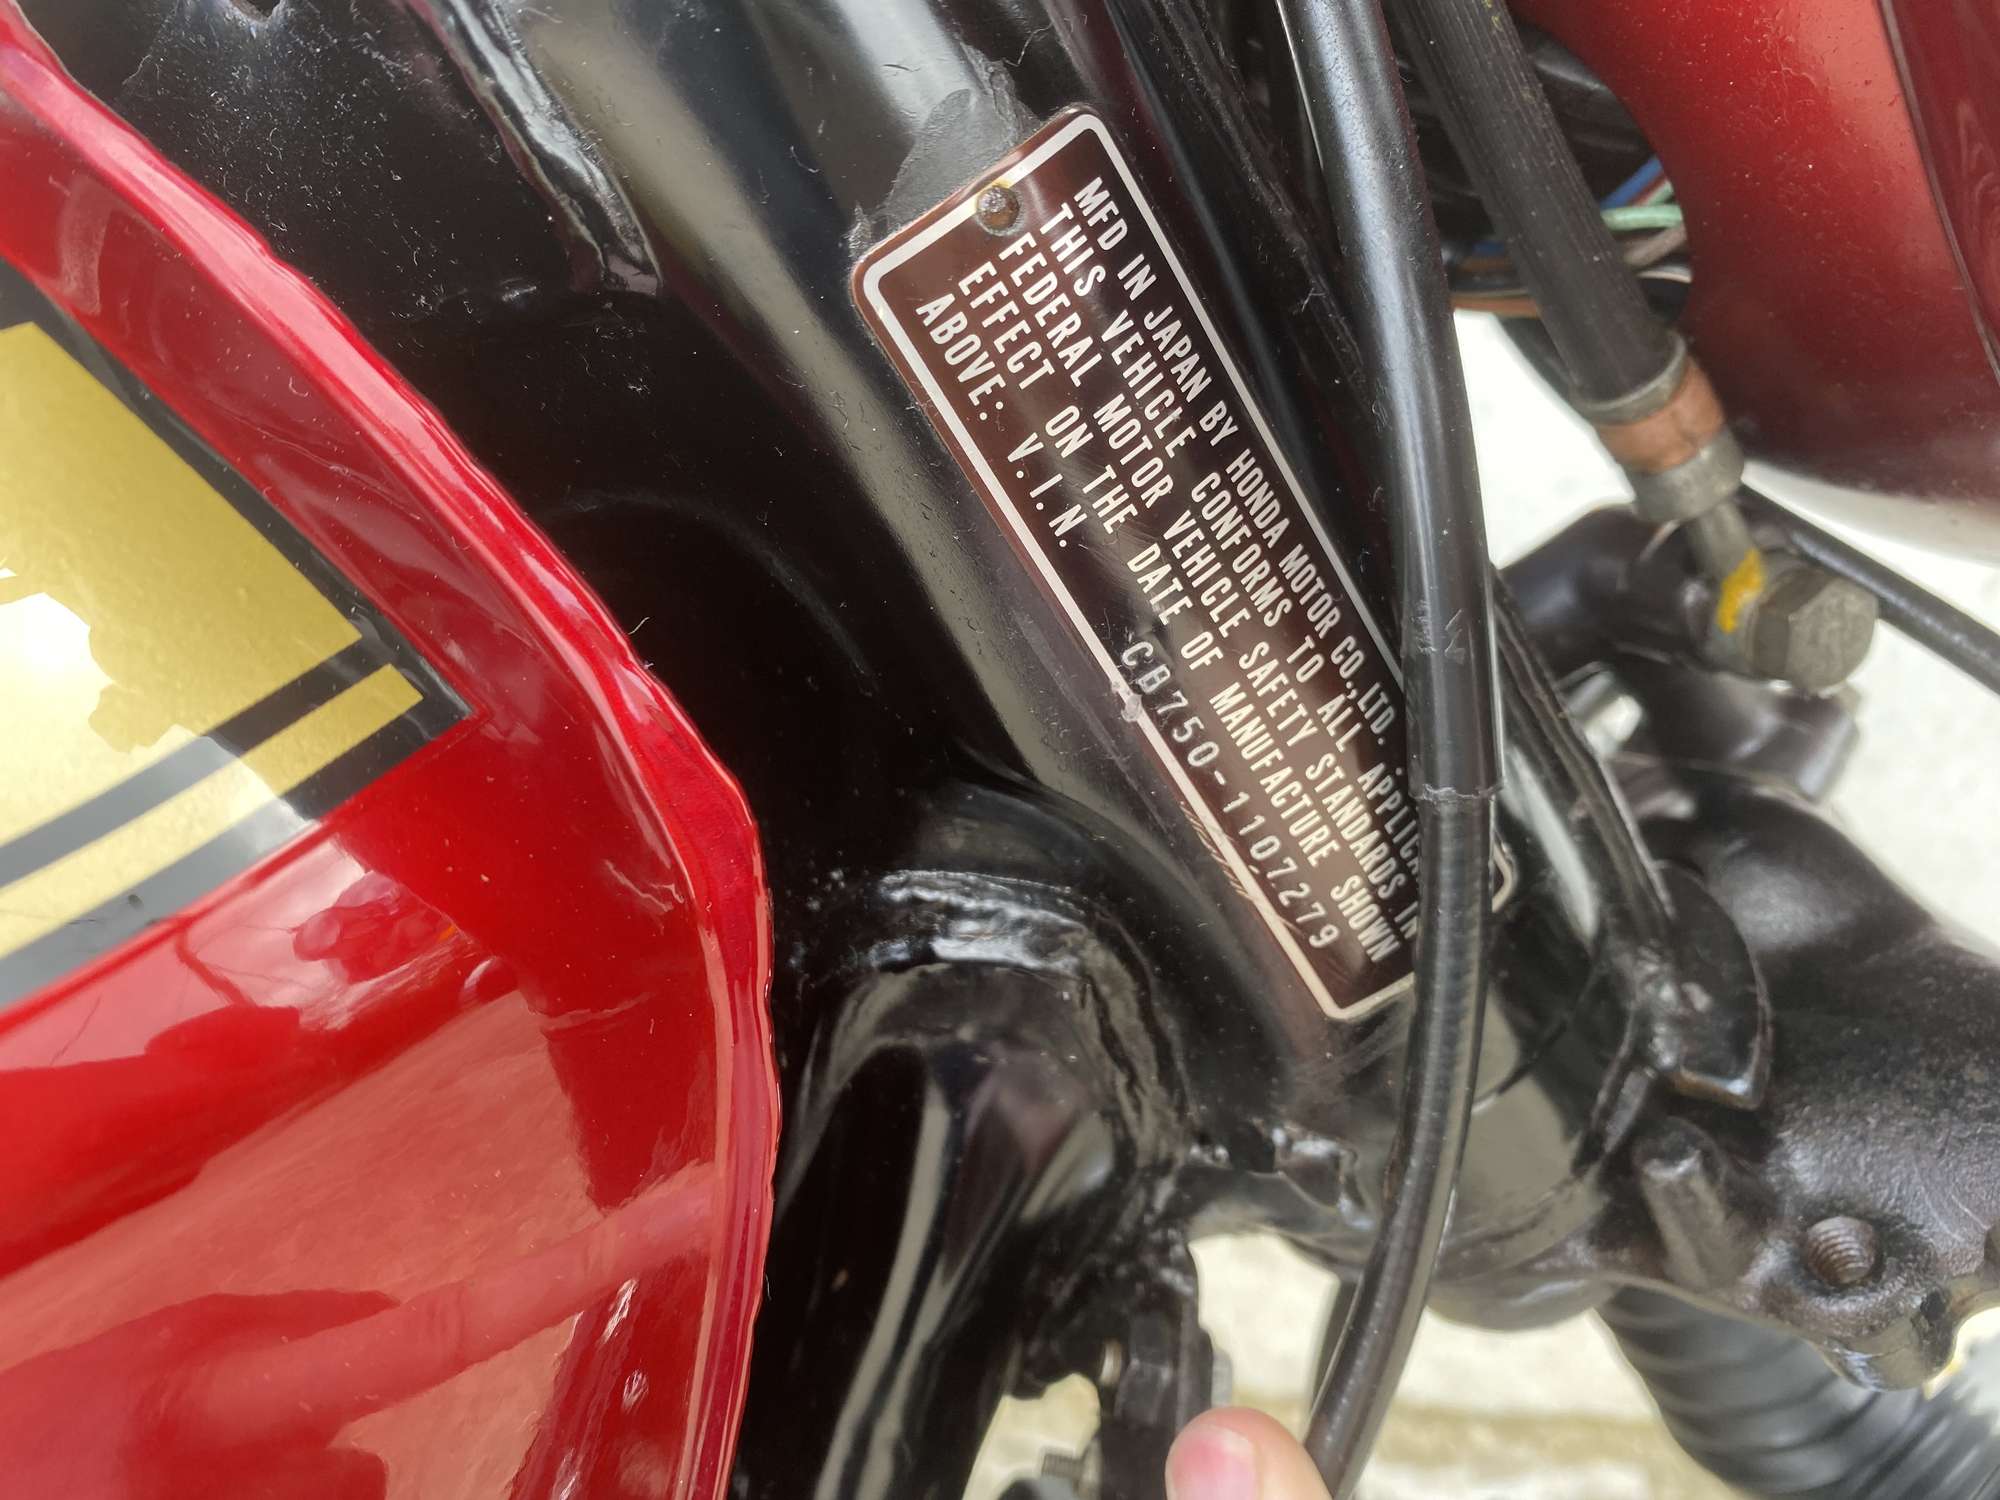 MFD IN JAPAN BY HONDA MOTOR CO., LTD.
THIS VEHICLE CONFORMS TO ALL
FEDERAL MOTOR VEHICLE SAFETY STANDARDS IN
EFFECT ON THE DATE OF MANUFACTURE SHOWN
ABOVE: V.I.N. CB750-1107279